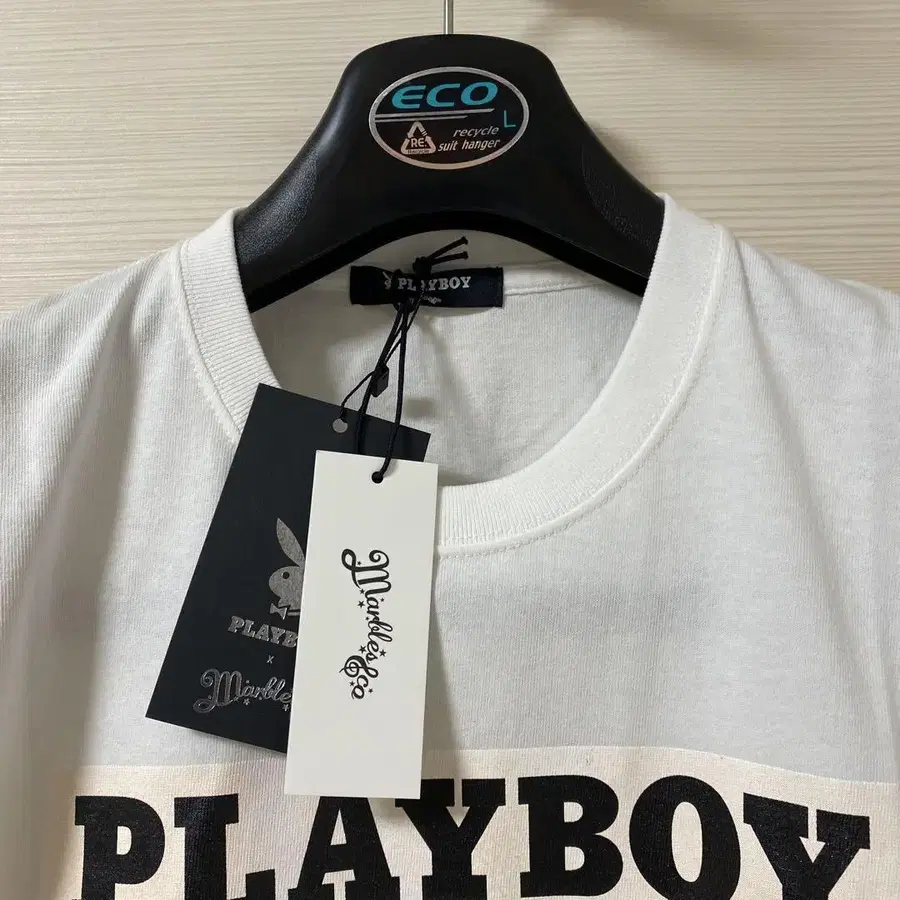 ECO
L
RE
recycle
suit hanger
PLAYBOY
PLAYB
x
Marble
Marbles&co
PLAYBOY